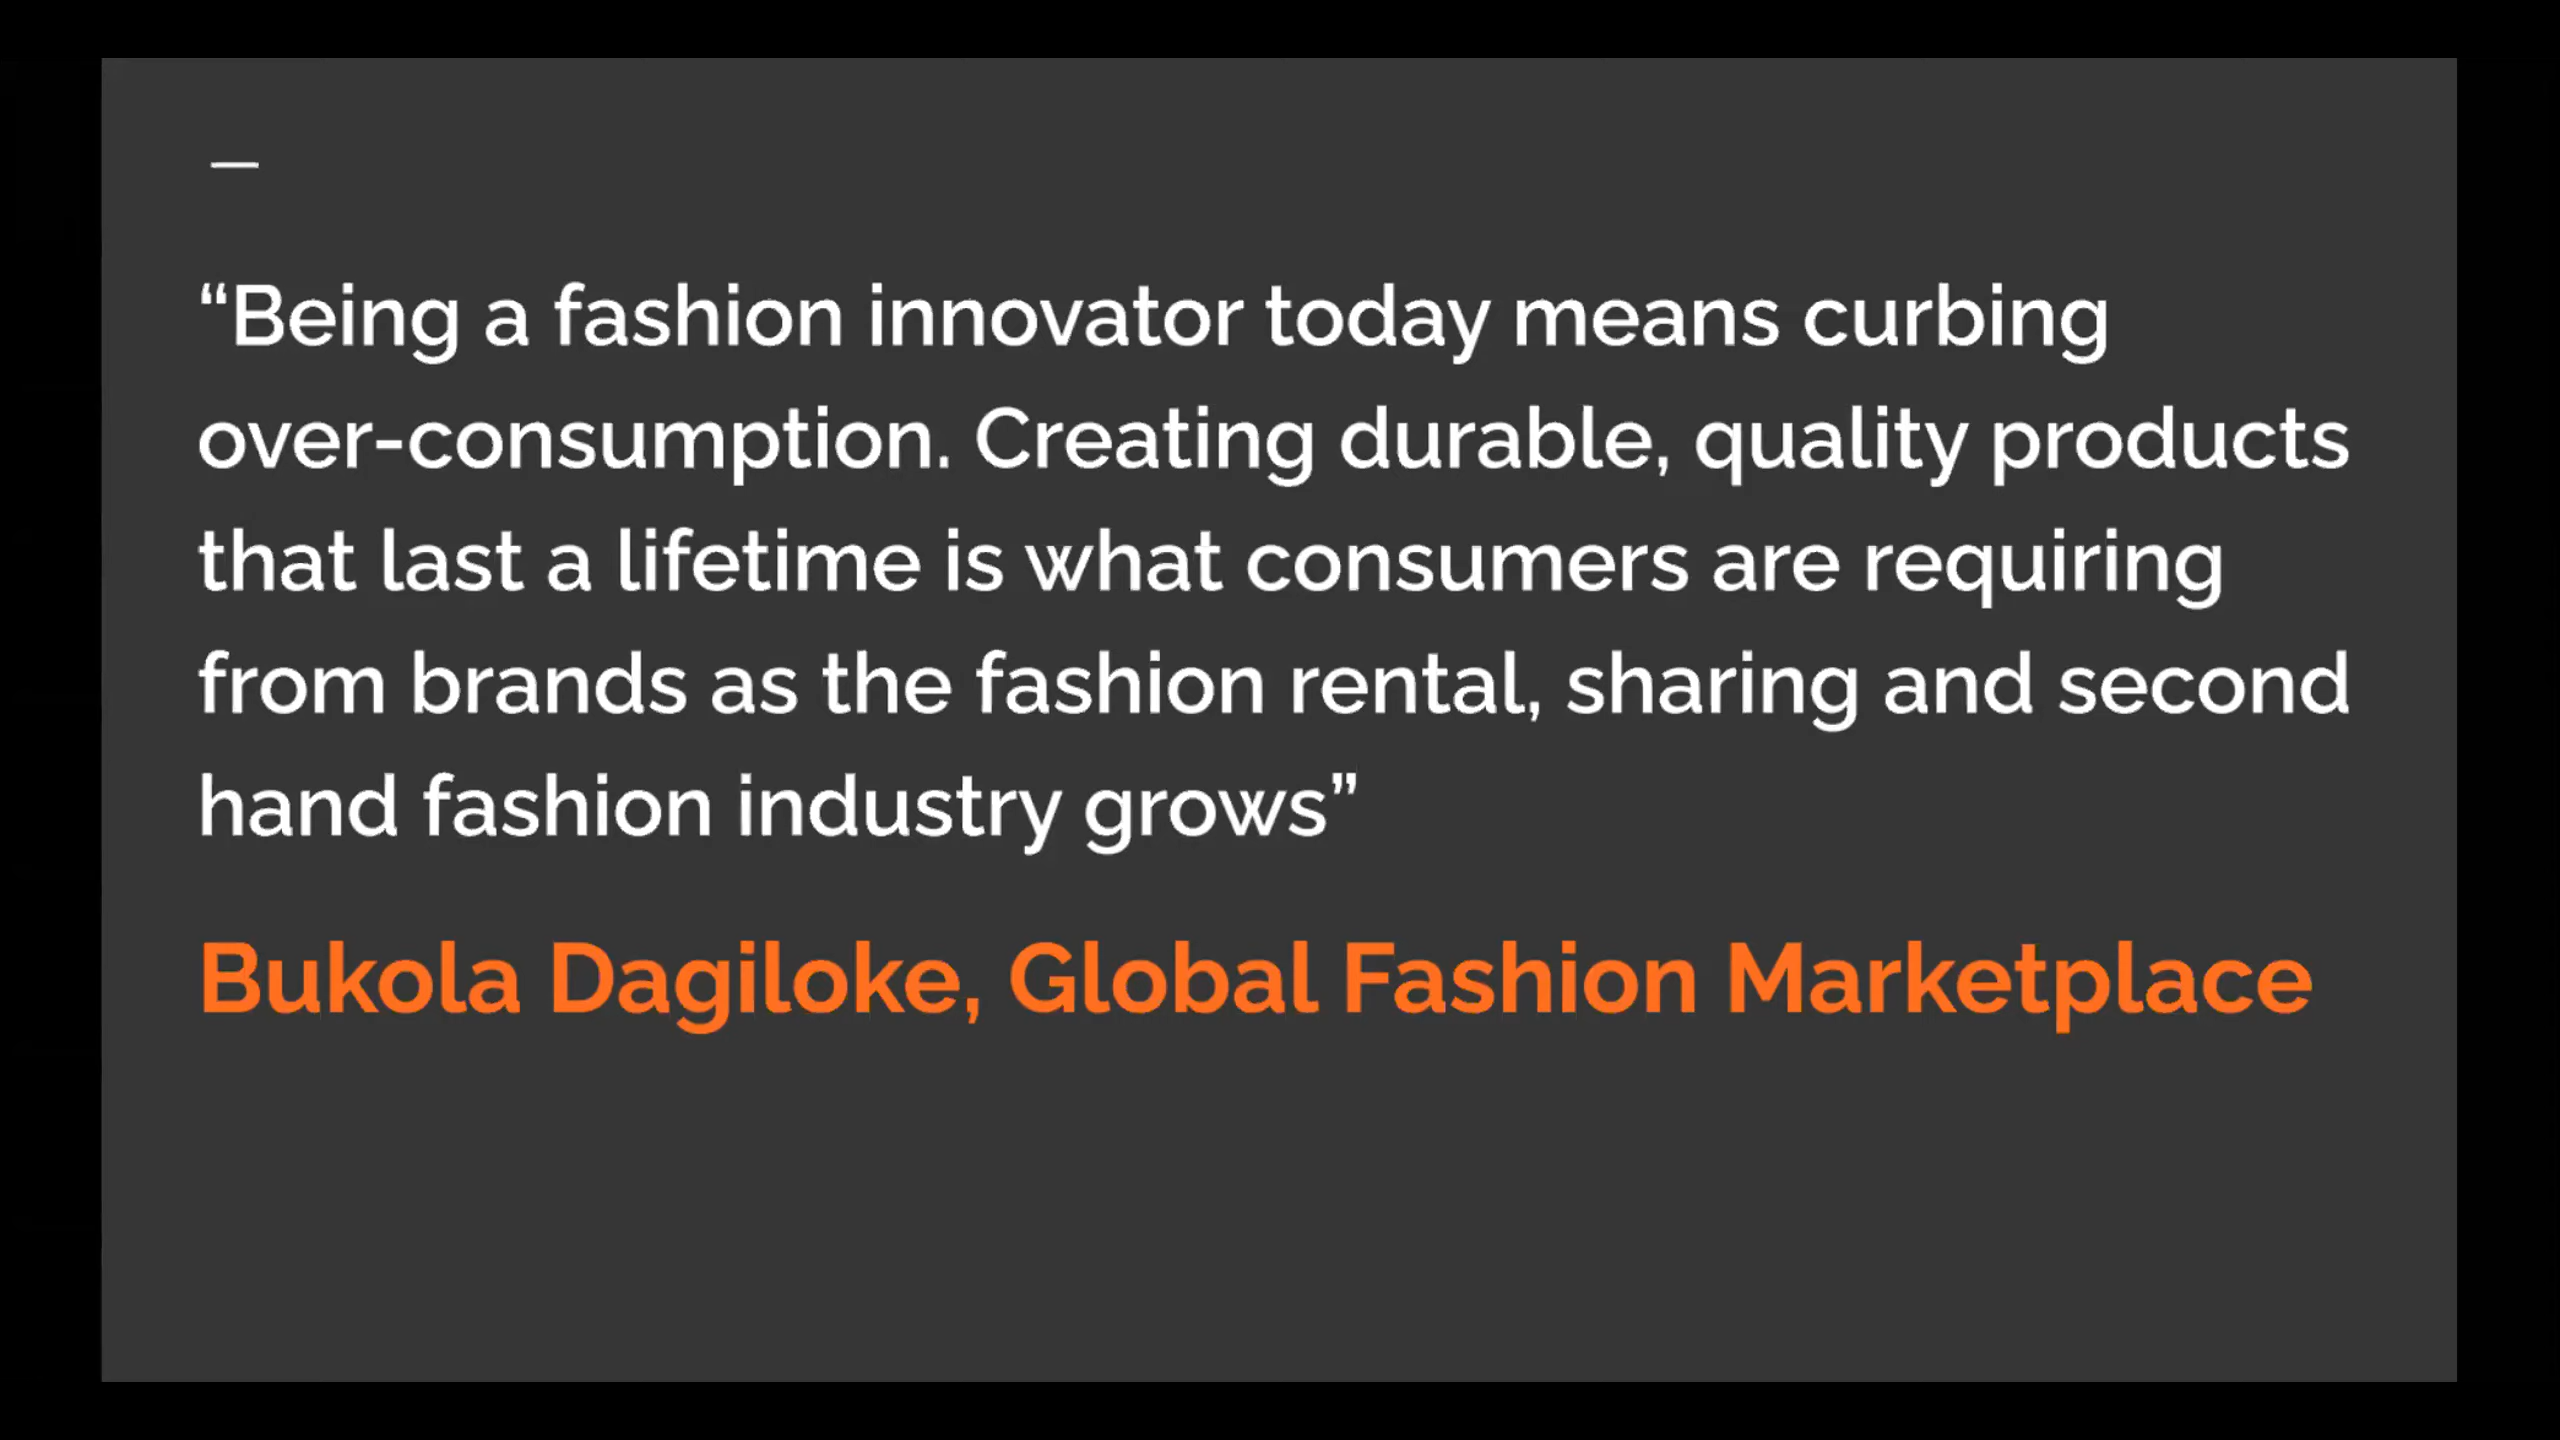 “Being a fashion innovator today means curbing
over-consumption. Creating durable, quality products
that last a lifetime is what consumers are requiring
from brands as the fashion rental, sharing and second
hand fashion industry grows”
Bukola Dagiloke, Global Fashion Marketplace